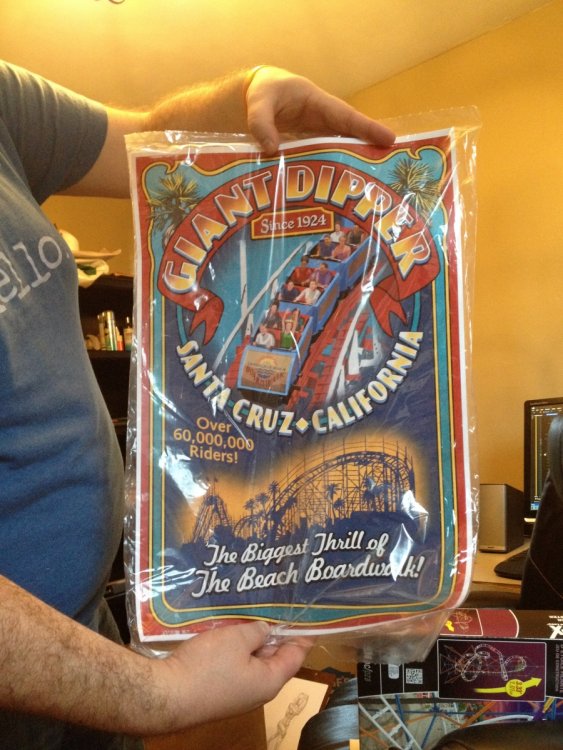 GIANT DIPPER
Since 1924
SANTA CRUZ ◆ CALIFORNIA
Over
60,000,000
Riders!
The Biggest Thrill of
The Beach Boardwalk!
ello.